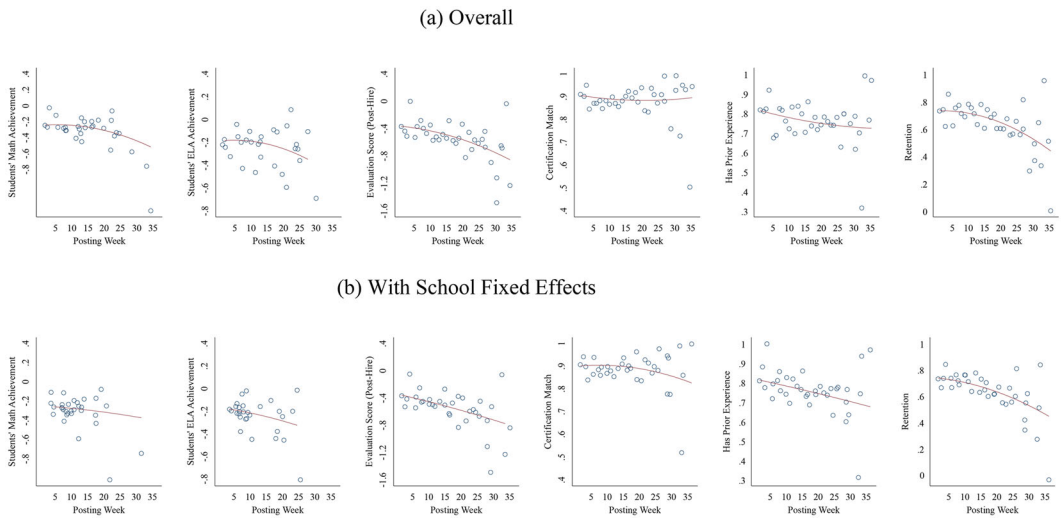 (a) Overall
Students' Math Achievement
.4
.2
0
-.2
-.4
-.6
-.8
5 10 15 20 25 30 35
Posting Week
Students' ELA Achievement
.4
.2
0
-.2
-.4
-.6
-.8
5 10 15 20 25 30 35
Posting Week
Evaluation Score (Post-Hire)
.4
0
-.4
-.8
-1.2
-1.6
5 10 15 20 25 30 35
Posting Week
Certification Match
1
.9
.8
.7
.6
.5
.4
5 10 15 20 25 30 35
Posting Week
Has Prior Experience
1
.9
.8
.7
.6
.5
.4
.3
5 10 15 20 25 30 35
Posting Week
Retention
1
.8
.6
.4
.2
0
5 10 15 20 25 30 35
Posting Week
(b) With School Fixed Effects
Students' Math Achievement
.4
.2
0
-.2
-.4
-.6
-.8
5 10 15 20 25 30 35
Posting Week
Students' ELA Achievement
.4
.2
0
-.2
-.4
-.6
-.8
5 10 15 20 25 30 35
Posting Week
Evaluation Score (Post-Hire)
.4
0
-.4
-.8
-1.2
-1.6
5 10 15 20 25 30 35
Posting Week
Certification Match
1
.9
.8
.7
.6
.5
.4
5 10 15 20 25 30 35
Posting Week
Has Prior Experience
1
.9
.8
.7
.6
.5
.4
.3
5 10 15 20 25 30 35
Posting Week
Retention
1
.8
.6
.4
.2
0
5 10 15 20 25 30 35
Posting Week